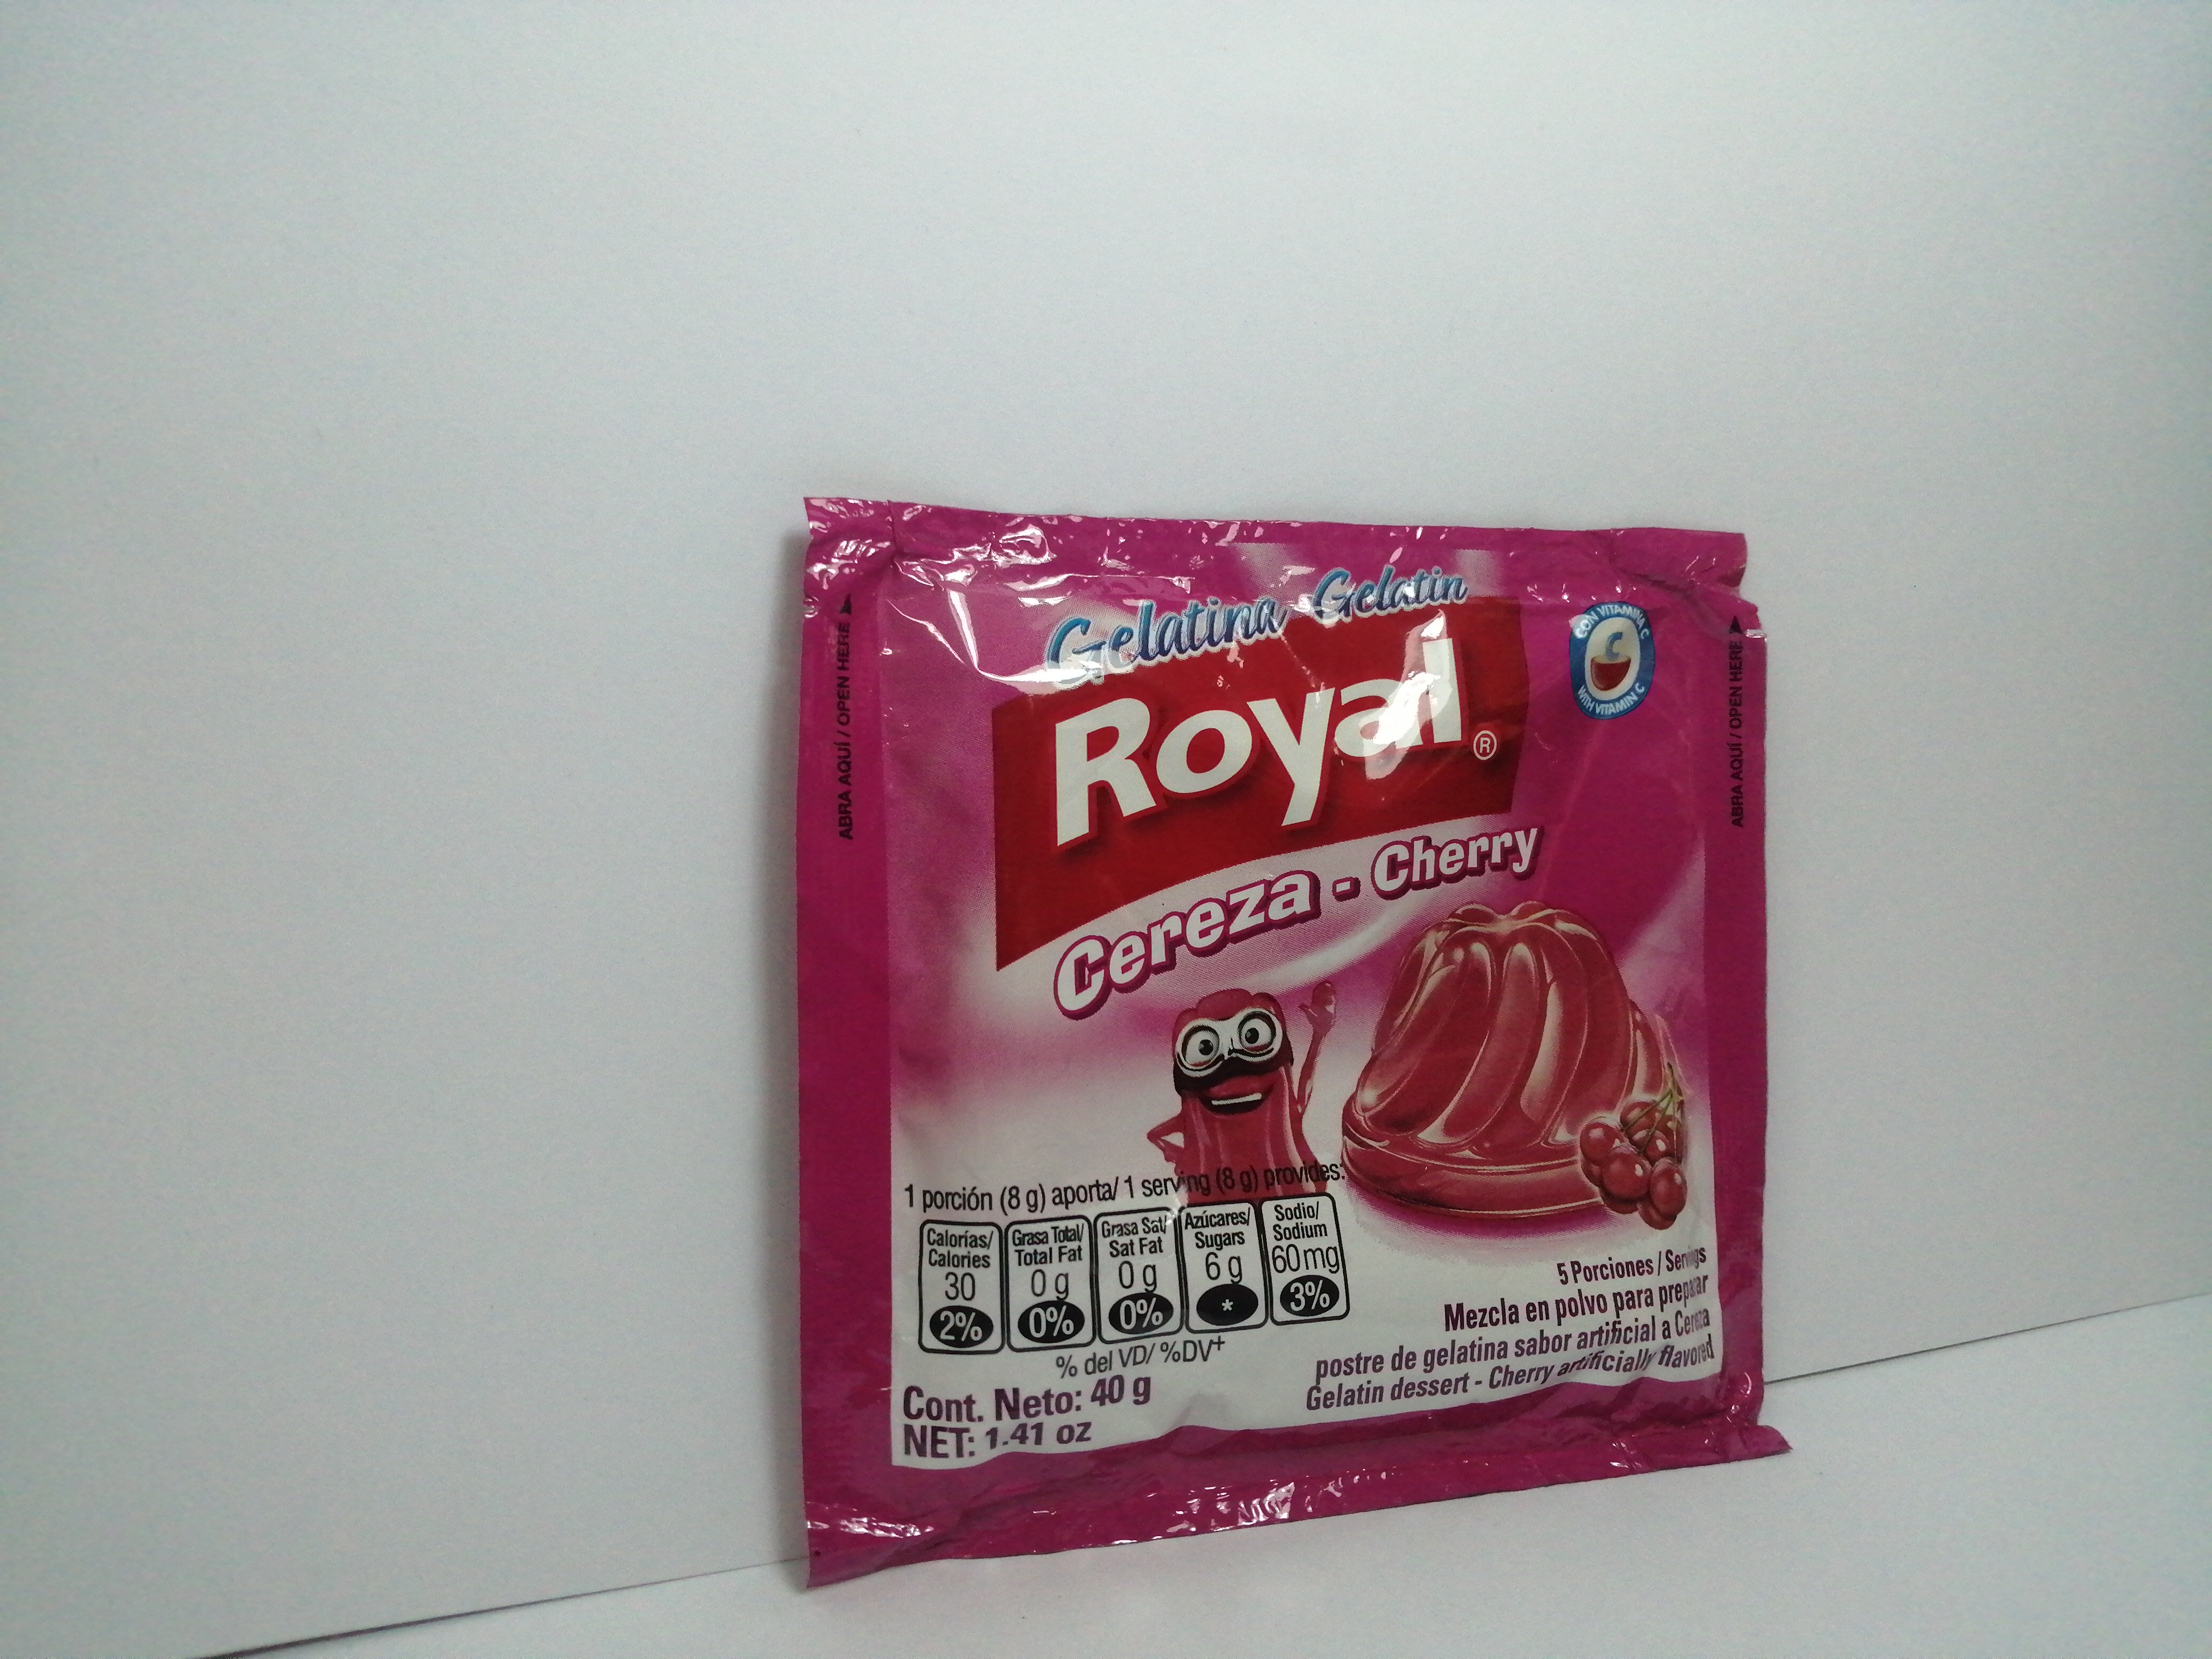 Gelatina Gelatin
Royal®
CON VITAMINA C
C
WITH VITAMIN C
ABRA AQUÍ / OPEN HERE
ABRA AQUÍ / OPEN HERE
Cereza - Cherry
1 porción (8 g) aporta/ 1 serving (8 g) provides:
Calorías/
Calories
30
2%
Grasa Total/
Total Fat
0 g
0%
Grasa Sat/
Sat Fat
0 g
0%
Azúcares/
Sugars
6 g
*
Sodio/
Sodium
60 mg
3%
% del VD/ %DV+
Cont. Neto: 40 g
NET: 1.41 oz
5 Porciones / Servings
Mezcla en polvo para preparar
postre de gelatina sabor artificial a Cereza
Gelatin dessert - Cherry artificially flavored